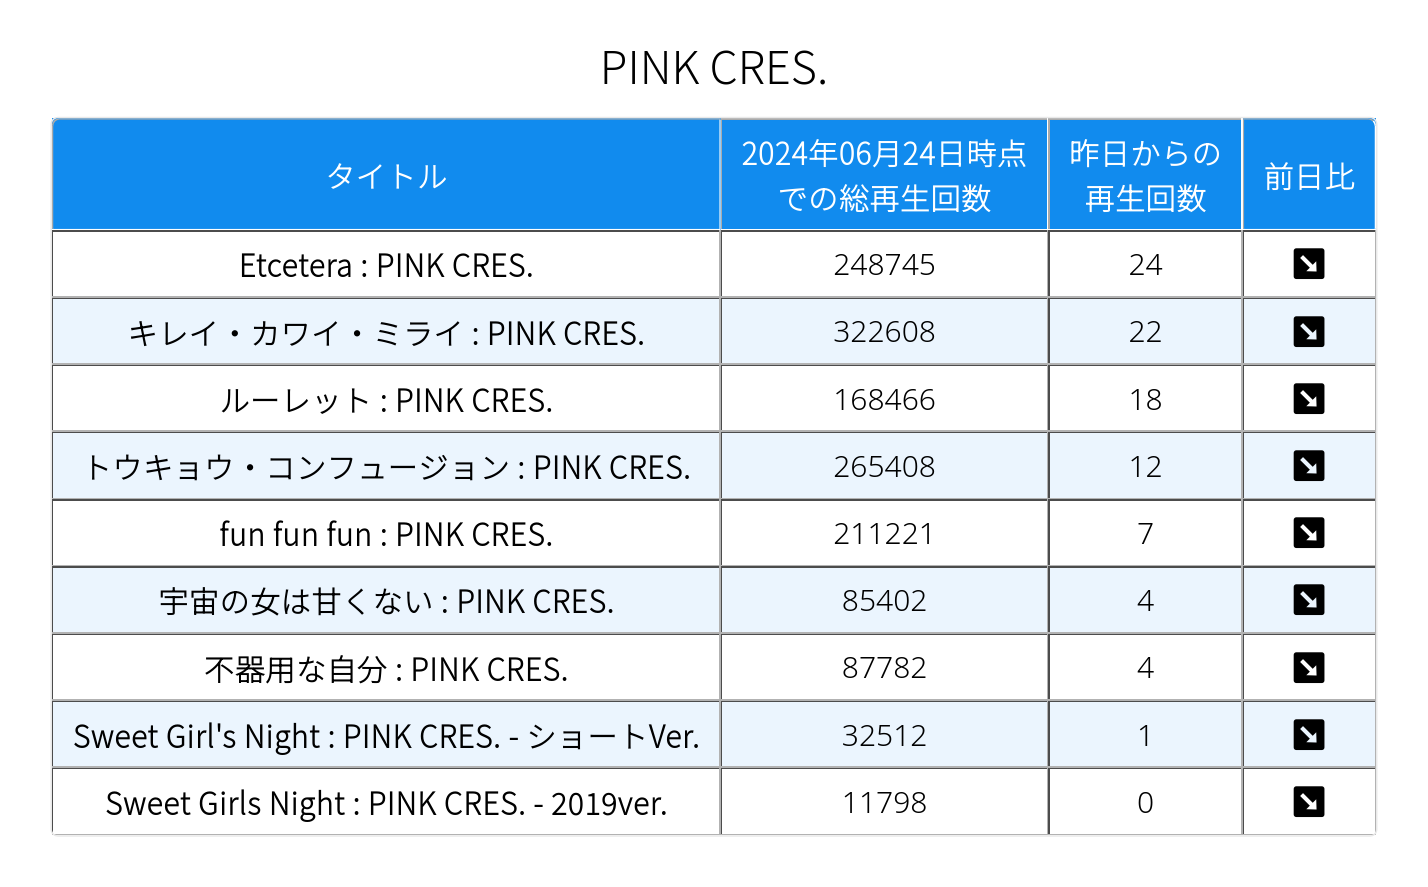 PINK CRES.
タイトル
2024年06月24日時点
での総再生回数
昨日からの
再生回数
前日比
Etcetera : PINK CRES. 248745 24
キレイ・カワイ・ミライ : PINK CRES. 322608 22
ルーレット : PINK CRES. 168466 18
トウキョウ・コンフュージョン : PINK CRES. 265408 12
fun fun fun : PINK CRES. 211221 7
宇宙の女は甘くない : PINK CRES. 85402 4
不器用な自分 : PINK CRES. 87782 4
Sweet Girl's Night : PINK CRES. - ショートVer. 32512 1
Sweet Girls Night : PINK CRES. - 2019ver. 11798 0